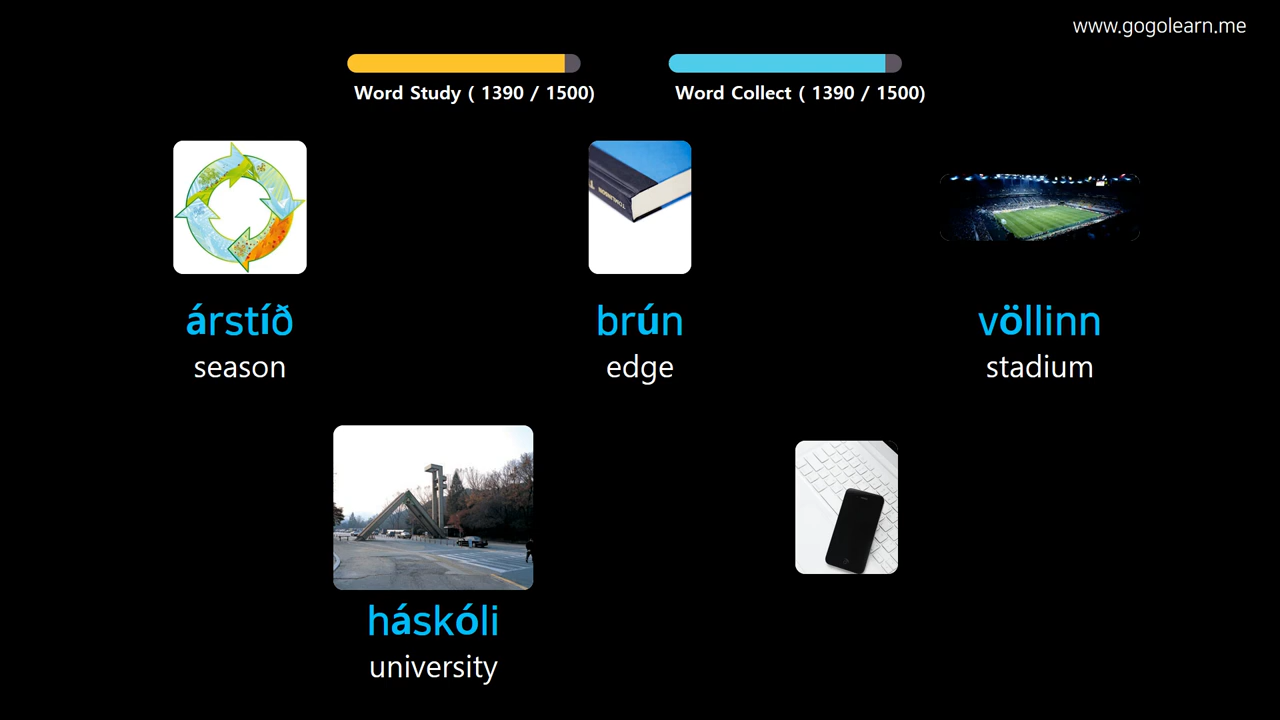 www.gogolearn.me
Word Study ( 1390 / 1500)
Word Collect ( 1390 / 1500)
árstíð
season
brún
edge
völlinn
stadium
háskóli
university